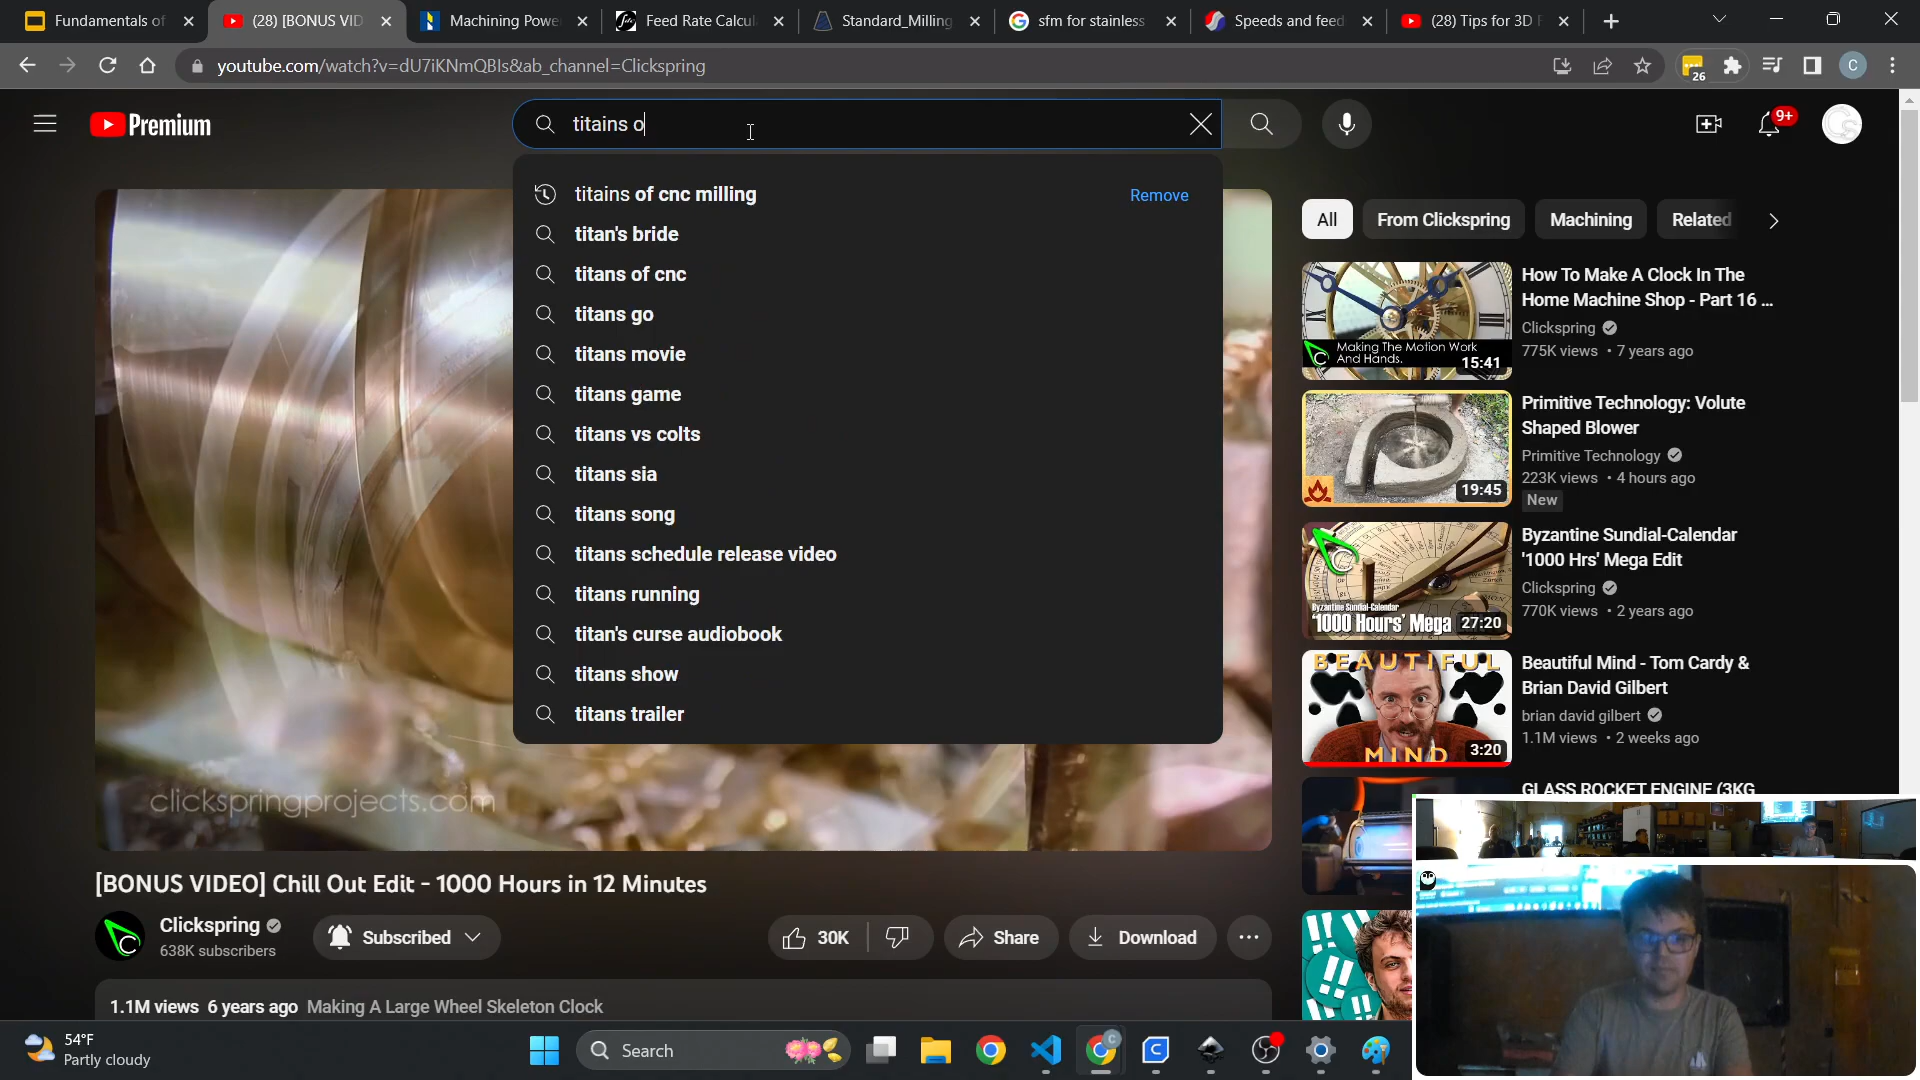 Fundamentals of
(28) [BONUS VID
Machining Powe
Feed Rate Calcul
Standard_Milling
sfm for stainless
Speeds and feed
(28) Tips for 3D
youtube.com/watch?v=dU7iKNmQBIs&ab_channel=Clickspring
26
C
Premium
titains o
9+
titains of cnc milling
Remove
titan's bride
titans of cnc
titans go
titans movie
titans game
titans vs colts
titans sia
titans song
titans schedule release video
titans running
titan's curse audiobook
titans show
titans trailer
clickspringprojects.com
All
From Clickspring
Machining
Related
How To Make A Clock In The
Home Machine Shop - Part 16 ...
Clickspring
775K views • 7 years ago
Making The Motion Work
And Hands.
15:41
Primitive Technology: Volute
Shaped Blower
Primitive Technology
223K views • 4 hours ago
New
19:45
Byzantine Sundial-Calendar
'1000 Hrs' Mega Edit
Clickspring
770K views • 2 years ago
Byzantine Sundial-Calendar
'1000 Hours' Mega
27:20
Beautiful Mind - Tom Cardy &
Brian David Gilbert
brian david gilbert
1.1M views • 2 weeks ago
BEAUTIFUL
MIND
3:20
GLASS ROCKET ENGINE (3KG
[BONUS VIDEO] Chill Out Edit - 1000 Hours in 12 Minutes
Clickspring
638K subscribers
Subscribed
30K
Share
Download
1.1M views 6 years ago Making A Large Wheel Skeleton Clock
54°F
Partly cloudy
Search